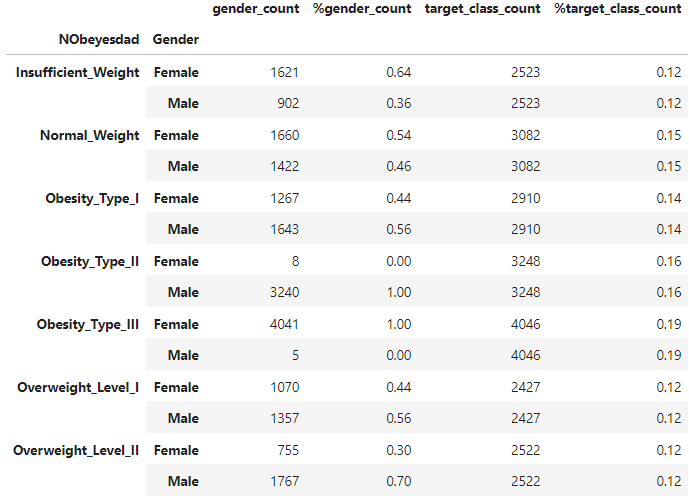 gender_count %gender_count target_class_count %target_class_count
NObeyesdad Gender
Insufficient_Weight Female 1621 0.64 2523 0.12
Male 902 0.36 2523 0.12
Normal_Weight Female 1660 0.54 3082 0.15
Male 1422 0.46 3082 0.15
Obesity_Type_I Female 1267 0.44 2910 0.14
Male 1643 0.56 2910 0.14
Obesity_Type_II Female 8 0.00 3248 0.16
Male 3240 1.00 3248 0.16
Obesity_Type_III Female 4041 1.00 4046 0.19
Male 5 0.00 4046 0.19
Overweight_Level_I Female 1070 0.44 2427 0.12
Male 1357 0.56 2427 0.12
Overweight_Level_II Female 755 0.30 2522 0.12
Male 1767 0.70 2522 0.12